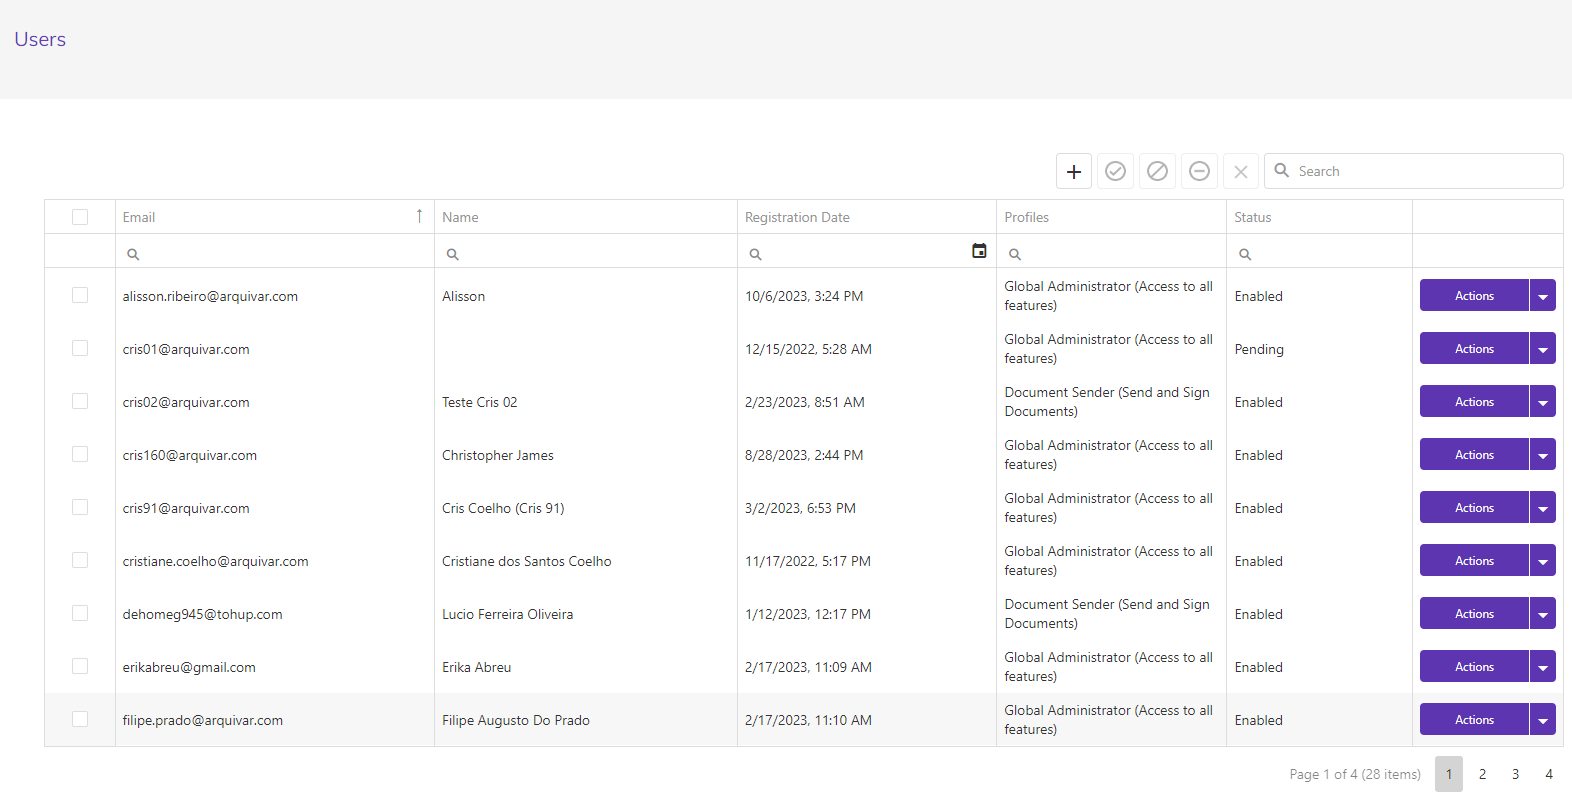 Users
Search
Email Name Registration Date Profiles Status
alisson.ribeiro@arquivar.com Alisson 10/6/2023, 3:24 PM Global Administrator (Access to all
features) Enabled Actions
cris01@arquivar.com 12/15/2022, 5:28 AM Global Administrator (Access to all
features) Pending Actions
cris02@arquivar.com Teste Cris 02 2/23/2023, 8:51 AM Document Sender (Send and Sign
Documents) Enabled Actions
cris160@arquivar.com Christopher James 8/28/2023, 2:44 PM Global Administrator (Access to all
features) Enabled Actions
cris91@arquivar.com Cris Coelho (Cris 91) 3/2/2023, 6:53 PM Global Administrator (Access to all
features) Enabled Actions
cristiane.coelho@arquivar.com Cristiane dos Santos Coelho 11/17/2022, 5:17 PM Global Administrator (Access to all
features) Enabled Actions
dehomeg945@tohup.com Lucio Ferreira Oliveira 1/12/2023, 12:17 PM Document Sender (Send and Sign
Documents) Enabled Actions
erikabreu@gmail.com Erika Abreu 2/17/2023, 11:09 AM Global Administrator (Access to all
features) Enabled Actions
filipe.prado@arquivar.com Filipe Augusto Do Prado 2/17/2023, 11:10 AM Global Administrator (Access to all
features) Enabled Actions
Page 1 of 4 (28 items) 1 2 3 4